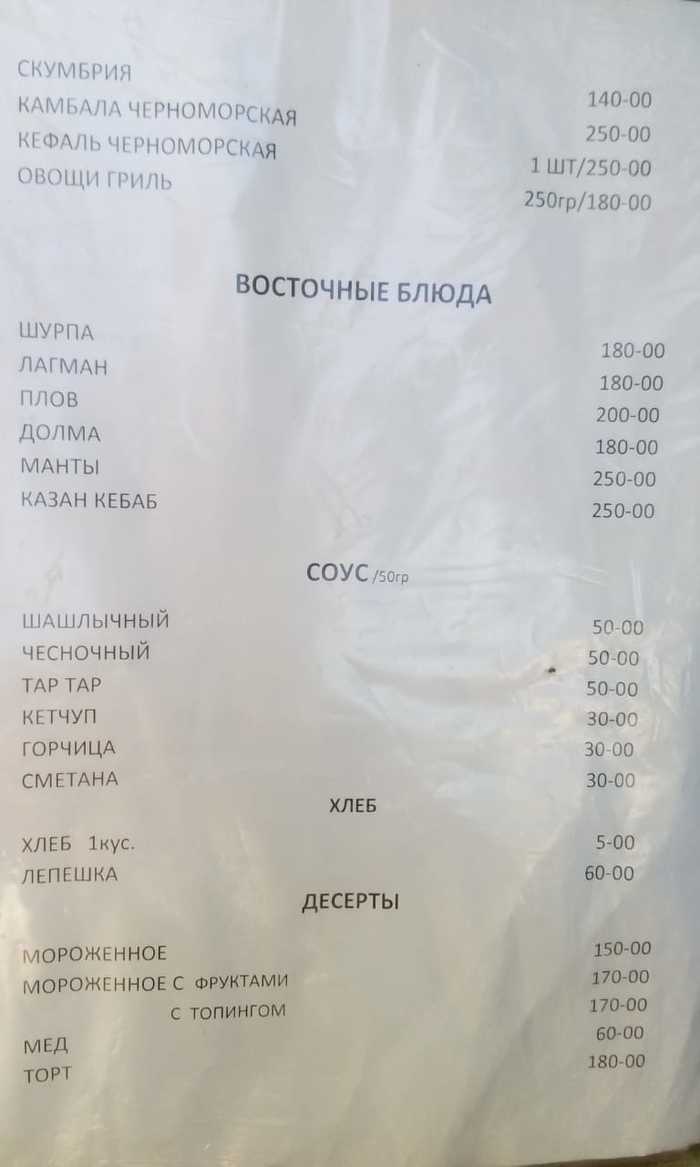 СКУМБРИЯ 140-00
КАМБАЛА ЧЕРНОМОРСКАЯ 250-00
КЕФАЛЬ ЧЕРНОМОРСКАЯ 1 ШТ/250-00
ОВОЩИ ГРИЛЬ 250гр/180-00
ВОСТОЧНЫЕ БЛЮДА
ШУРПА 180-00
ЛАГМАН 180-00
ПЛОВ 200-00
ДОЛМА 180-00
МАНТЫ 250-00
КАЗАН КЕБАБ 250-00
СОУС /50гр
ШАШЛЫЧНЫЙ 50-00
ЧЕСНОЧНЫЙ 50-00
ТАР ТАР 50-00
КЕТЧУП 30-00
ГОРЧИЦА 30-00
СМЕТАНА 30-00
ХЛЕБ
ХЛЕБ 1кус. 5-00
ЛЕПЕШКА 60-00
ДЕСЕРТЫ
МОРОЖЕННОЕ 150-00
МОРОЖЕННОЕ С ФРУКТАМИ 170-00
С ТОПИНГОМ 170-00
МЕД 60-00
ТОРТ 180-00